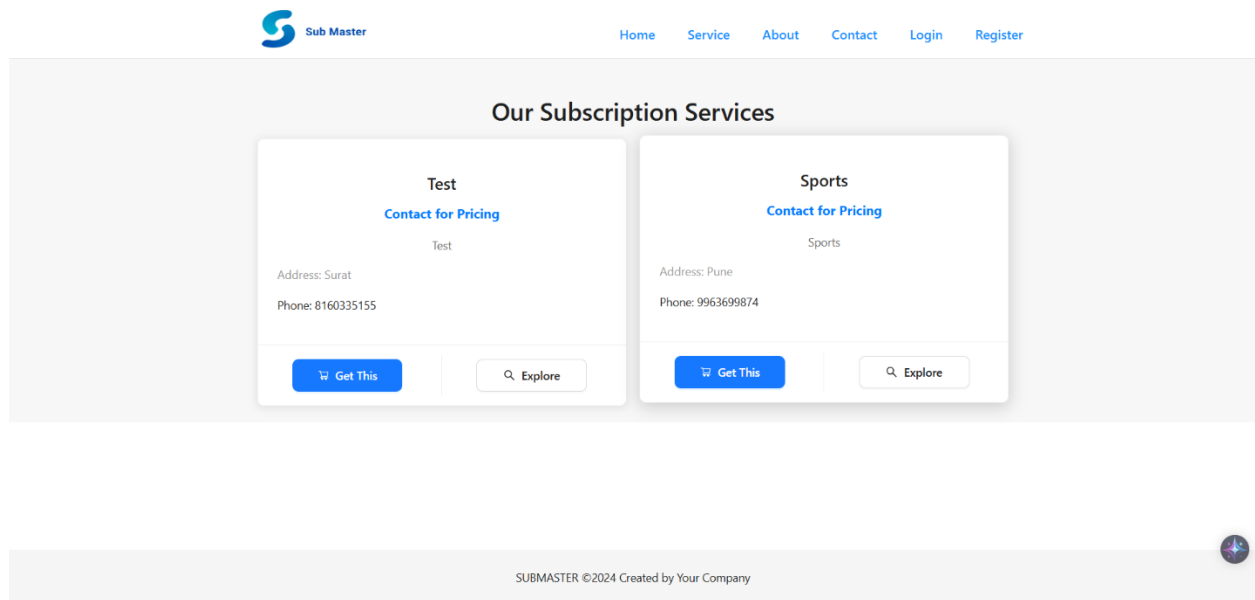 Sub Master
Home Service About Contact Login Register
Our Subscription Services
Test
Contact for Pricing
Test
Address: Surat
Phone: 8160335155
Get This
Explore
Sports
Contact for Pricing
Sports
Address: Pune
Phone: 9963699874
Get This
Explore
SUBMASTER ©2024 Created by Your Company